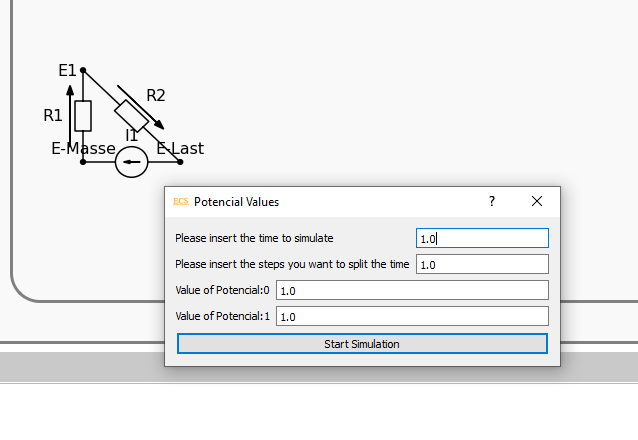 E1
R2
R1
I1
E-Masse
E-Last
ECS Potencial Values ?
Please insert the time to simulate 1.0
Please insert the steps you want to split the time 1.0
Value of Potencial:0 1.0
Value of Potencial:1 1.0
Start Simulation